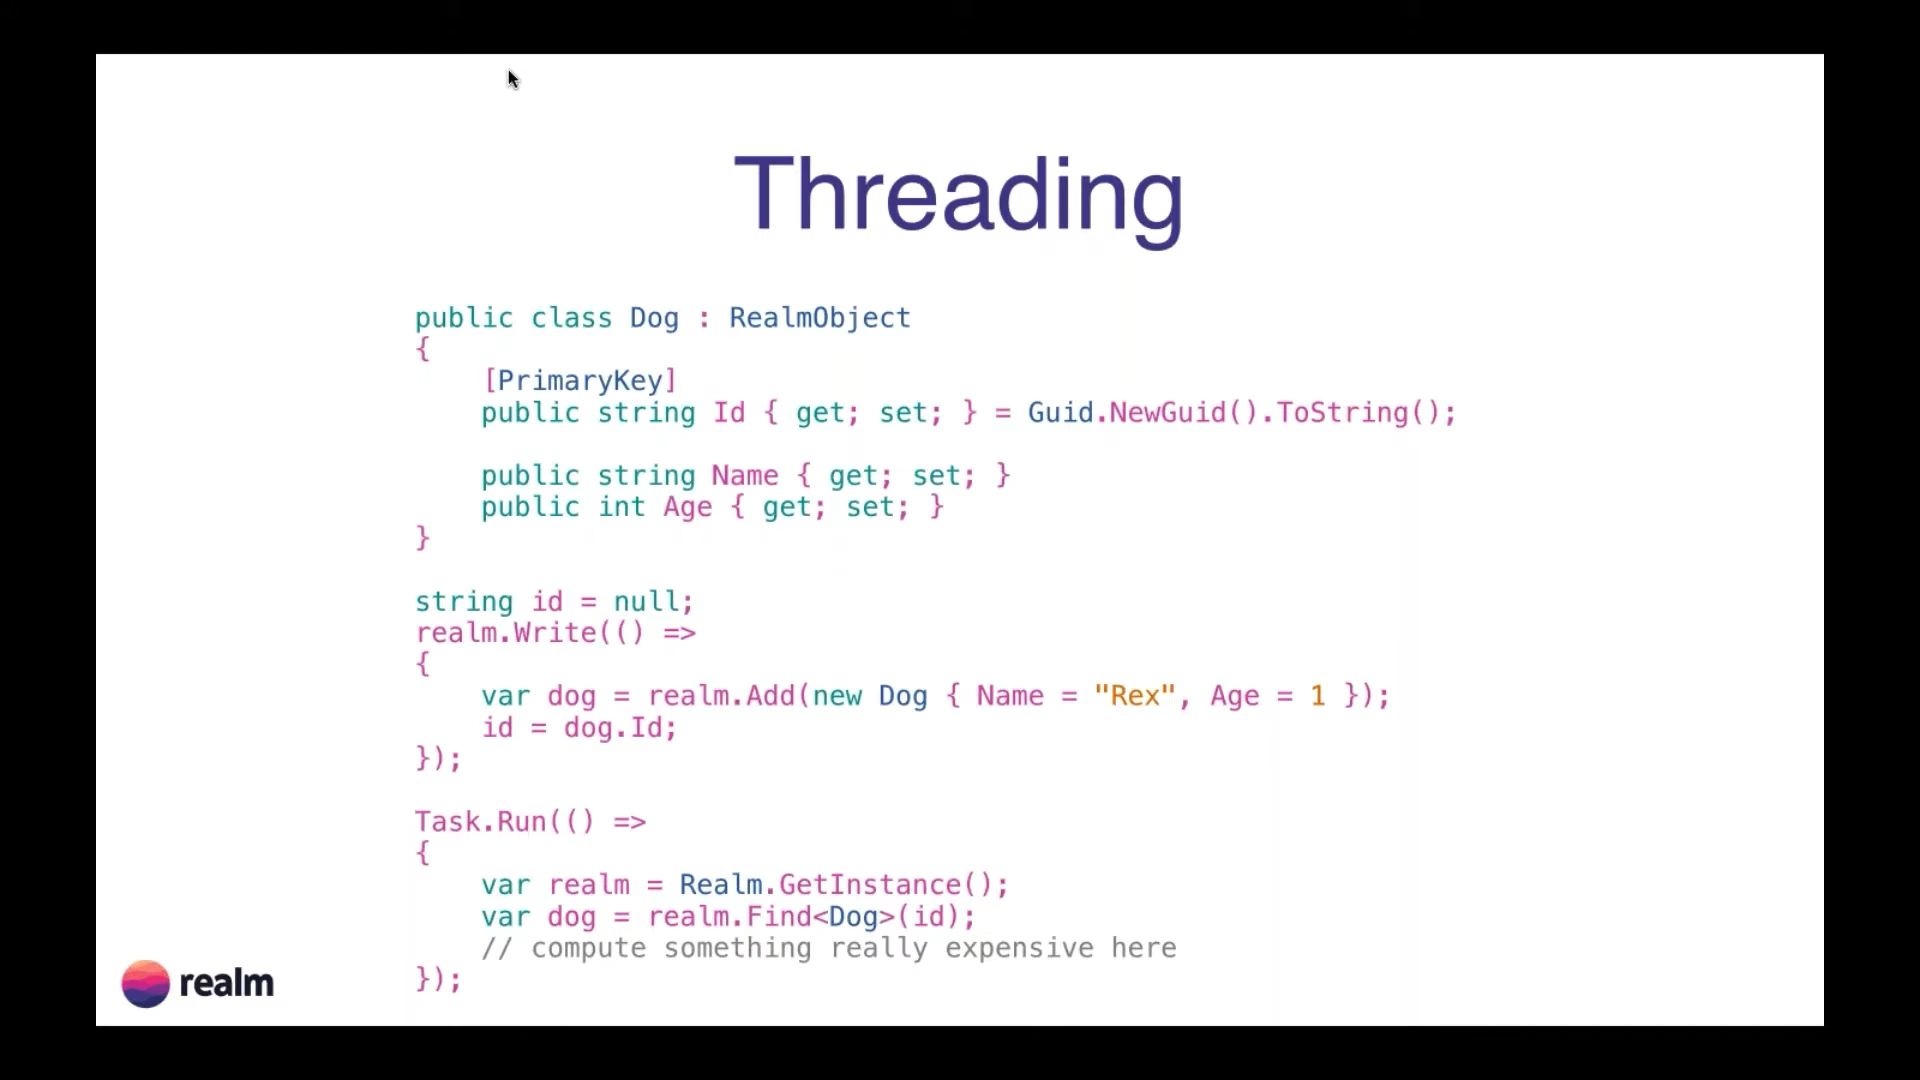 Threading
public class Dog : RealmObject
{
    [PrimaryKey]
    public string Id { get; set; } = Guid.NewGuid().ToString();
    public string Name { get; set; }
    public int Age { get; set; }
}
string id = null;
realm.Write(() =>
{
    var dog = realm.Add(new Dog { Name = "Rex", Age = 1 });
    id = dog.Id;
});
Task.Run(() =>
{
    var realm = Realm.GetInstance();
    var dog = realm.Find<Dog>(id);
    // compute something really expensive here
});
realm